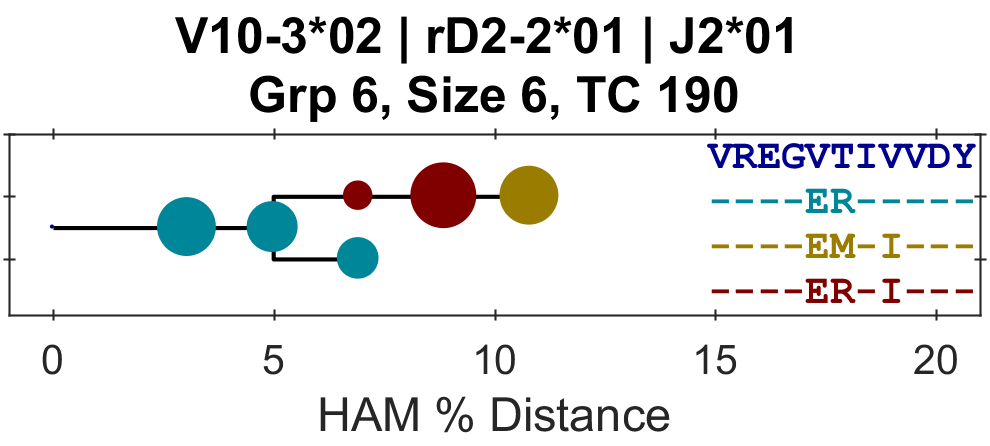 V10-3*02 | rD2-2*01 | J2*01
Grp 6, Size 6, TC 190
VREGVTIVVDY
----ER-----
----EM-I---
----ER-I---
0 5 10 15 20
HAM % Distance